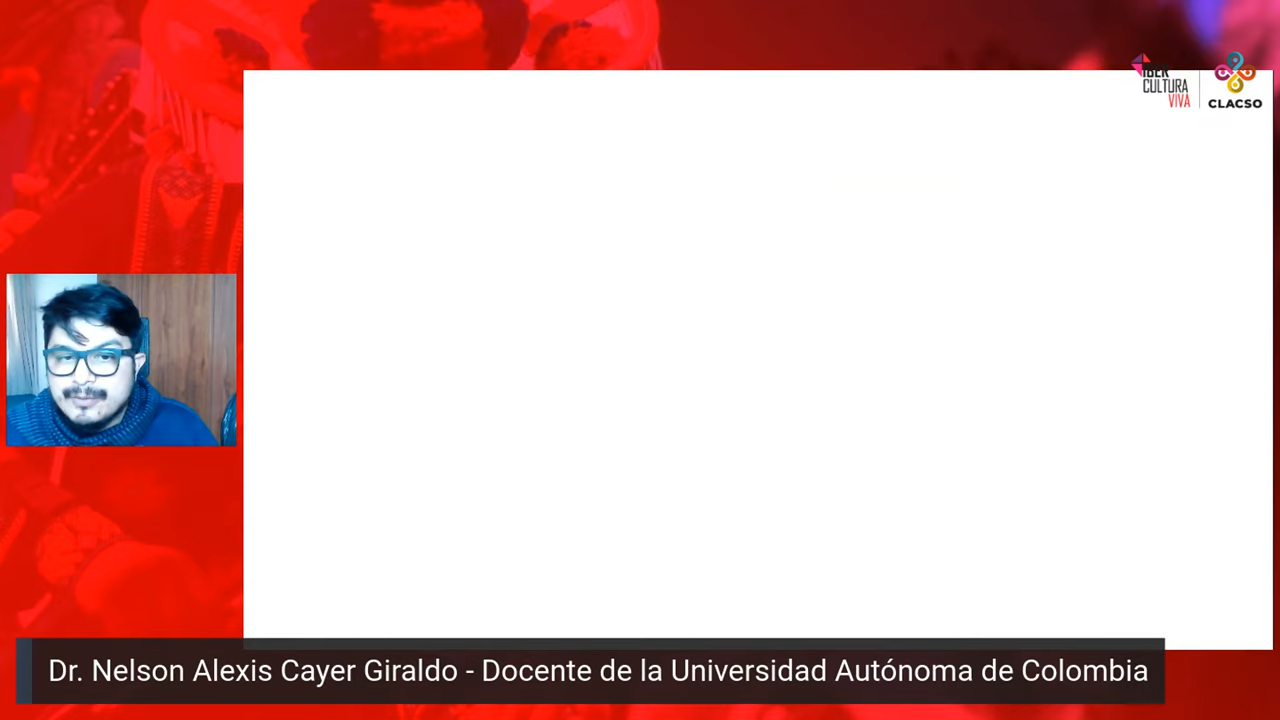 IBER
CULTURA
VIVA
CLACSO
Dr. Nelson Alexis Cayer Giraldo - Docente de la Universidad Autónoma de Colombia